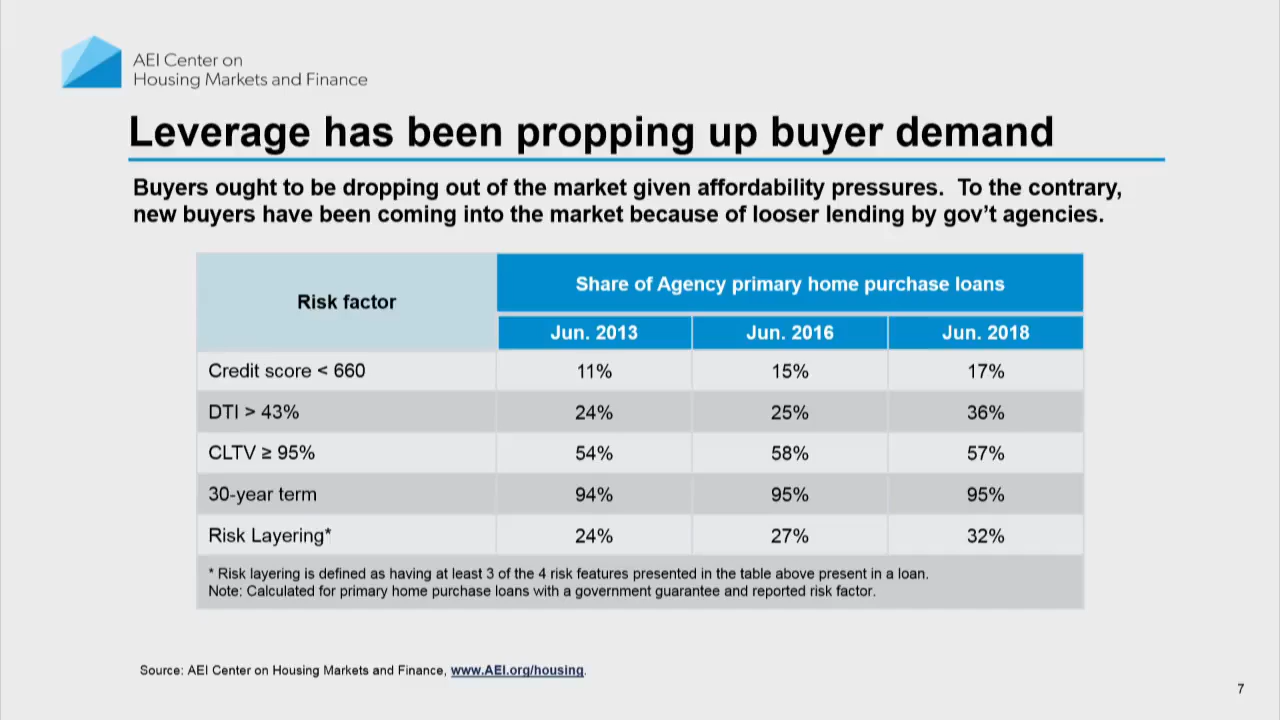 AEI Center on
Housing Markets and Finance
Leverage has been propping up buyer demand
Buyers ought to be dropping out of the market given affordability pressures.  To the contrary,
new buyers have been coming into the market because of looser lending by gov’t agencies.
Risk factor
Share of Agency primary home purchase loans
Jun. 2013 Jun. 2016 Jun. 2018
Credit score < 660 11% 15% 17%
DTI > 43% 24% 25% 36%
CLTV ≥ 95% 54% 58% 57%
30-year term 94% 95% 95%
Risk Layering* 24% 27% 32%
* Risk layering is defined as having at least 3 of the 4 risk features presented in the table above present in a loan.
Note: Calculated for primary home purchase loans with a government guarantee and reported risk factor.
Source: AEI Center on Housing Markets and Finance, www.AEI.org/housing.
7